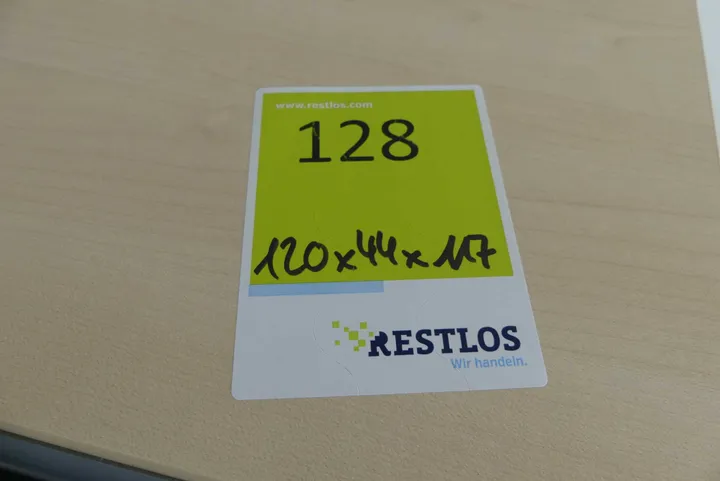 www.restlos.com
128
120x44x117
RESTLOS
Wir handeln.